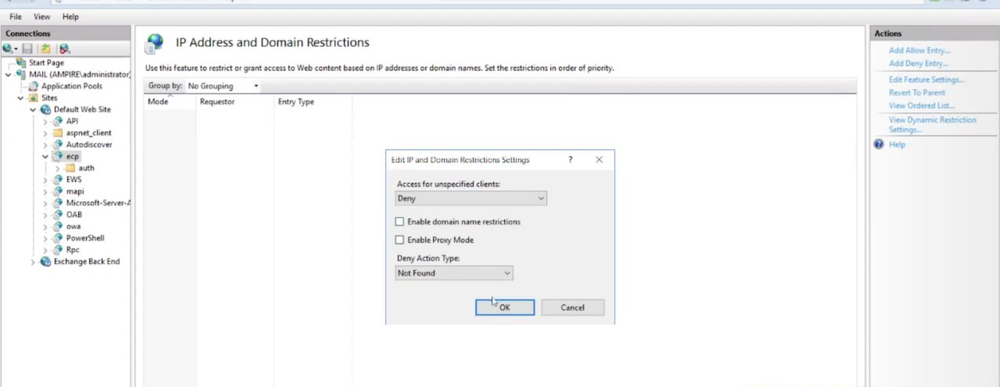 File View Help
Connections
Start Page
MAIL (AMPIRE\administrator)
Application Pools
Sites
Default Web Site
API
aspnet_client
Autodiscover
ecp
auth
EWS
mapi
Microsoft-Server-A
OAB
owa
PowerShell
Rpc
Exchange Back End
IP Address and Domain Restrictions
Use this feature to restrict or grant access to Web content based on IP addresses or domain names. Set the restrictions in order of priority.
Group by: No Grouping
Mode Requestor Entry Type
Edit IP and Domain Restrictions Settings ?
Access for unspecified clients:
Deny
Enable domain name restrictions
Enable Proxy Mode
Deny Action Type:
Not Found
OK Cancel
Actions
Add Allow Entry...
Add Deny Entry...
Edit Feature Settings...
Revert To Parent
View Ordered List...
View Dynamic Restriction
Settings...
Help